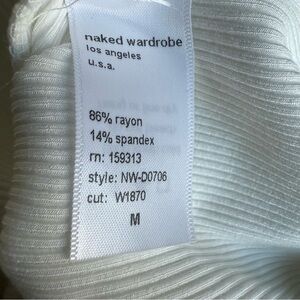 naked wardrobe
los angeles
u.s.a.
86% rayon
14% spandex
rn: 159313
style: NW-D0706
cut: W1870
M